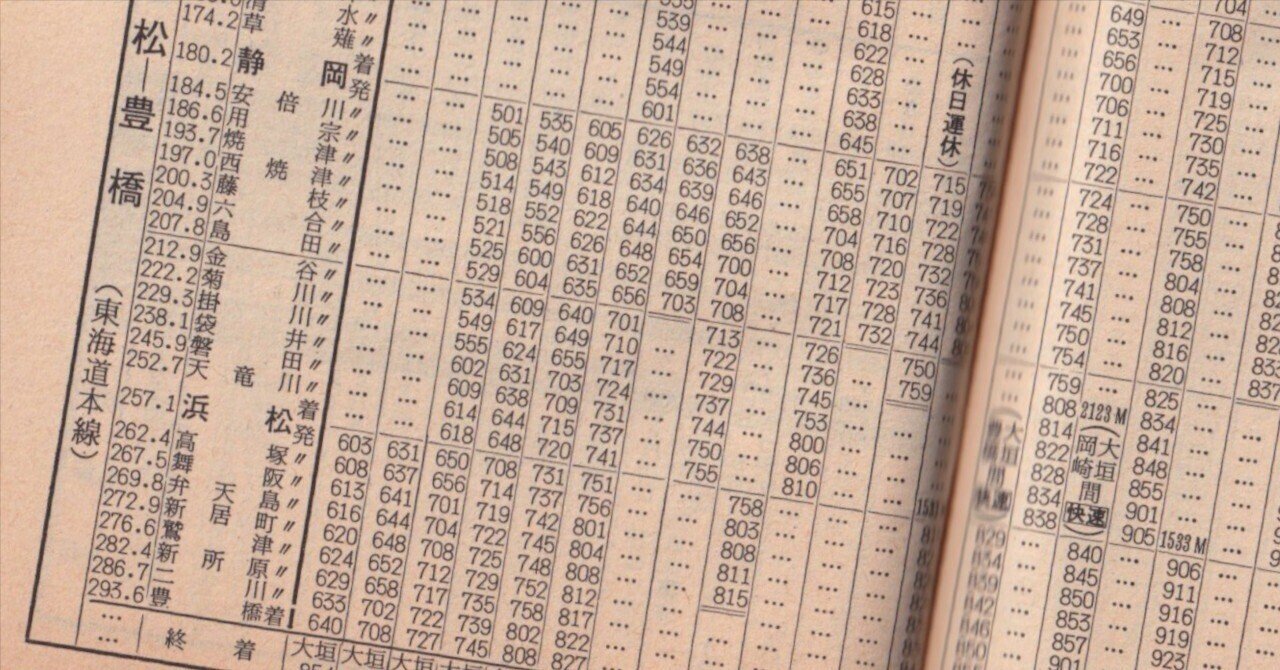 松―豊橋(東海道本線)
174.2
180.2
184.5
186.6
193.7
197.0
200.3
204.9
207.8
212.9
222.2
229.3
238.1
245.9
252.7
257.1
262.4
267.5
269.8
272.9
276.6
282.4
286.7
293.6
草薙〃
静岡着発
安倍川〃
用宗〃
焼津〃
西焼津〃
藤枝〃
六合〃
島田〃
金谷〃
菊川〃
掛川〃
袋井〃
磐田〃
天竜川〃
浜松着発
高塚〃
舞阪〃
弁天島〃
新居町〃
鷲津〃
新所原〃
二川〃
豊橋着
終着
603 608 613 616 620 624 629 633 640 大垣
631 637 641 644 648 652 658 702 708 大垣
501 505 508 514 518 521 525 529 534 549 555 602 609 614 618 650 656 701 704 708 712 717 722 727 大垣
535 540 543 549 552 556 600 604 609 617 624 631 638 644 648 708 714 719 722 725 729 735 739 745
605 609 612 618 622 626 631 635 640 649 655 703 709 715 720 731 737 742 745 748 752 758 802 808
539 544 549 554 601 626 631 634 640 644 648 652 656 701 710 717 724 731 737 741 751 756 801 804 808 812 817 822 827
632 636 639 646 650 654 659 703
638 643 646 652 656 700 704 708 713 722 729 737 744 750 755 758 803 808 811 815
615 618 622 628 633 638 645 651 655 658 704 708 712 717 721 726 736 745 753 800 806 810
702 707 710 716 720 723 728 732
(休日運休) 715 719 722 728 732 736 741 744 750 759
649 653 656 700 706 711 716 722 724 728 731 737 741 745 750 754 759 808 814 822 828 834 838
2123M (大垣岡崎間快速) 840 845 850 853 857
704 708 712 715 719 725 730 735 742 750 755 758 804 808 812 816 820 825 834 841 848 855 901 905
1533M 906 911 916 919 923